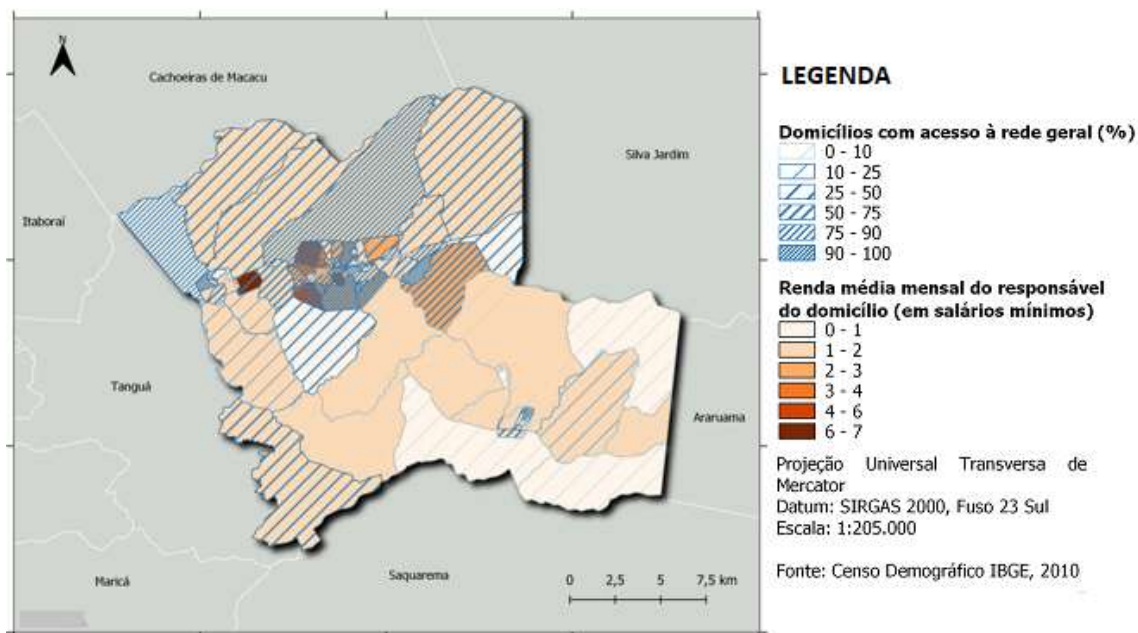 N
Cachoeiras de Macacu
Silva Jardim
Itaboraí
Tanguá
Araruama
Maricá
Saquarema
0 2,5 5 7,5 km
LEGENDA
Domicílios com acesso à rede geral (%)
0 - 10
10 - 25
25 - 50
50 - 75
75 - 90
90 - 100
Renda média mensal do responsável
do domicílio (em salários mínimos)
0 - 1
1 - 2
2 - 3
3 - 4
4 - 6
6 - 7
Projeção Universal Transversa de
Mercator
Datum: SIRGAS 2000, Fuso 23 Sul
Escala: 1:205.000
Fonte: Censo Demográfico IBGE, 2010